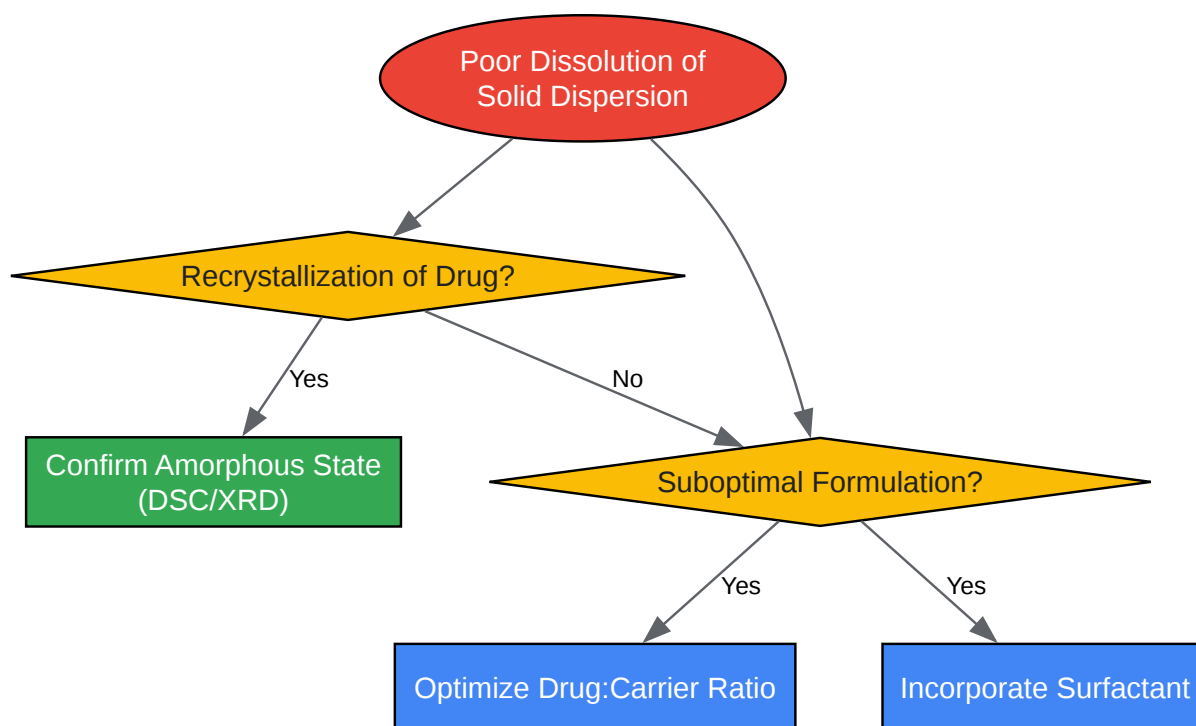 Poor Dissolution of
Solid Dispersion
Recrystallization of Drug?
Yes
No
Confirm Amorphous State
(DSC/XRD)
Suboptimal Formulation?
Yes
Yes
Optimize Drug:Carrier Ratio
Incorporate Surfactant